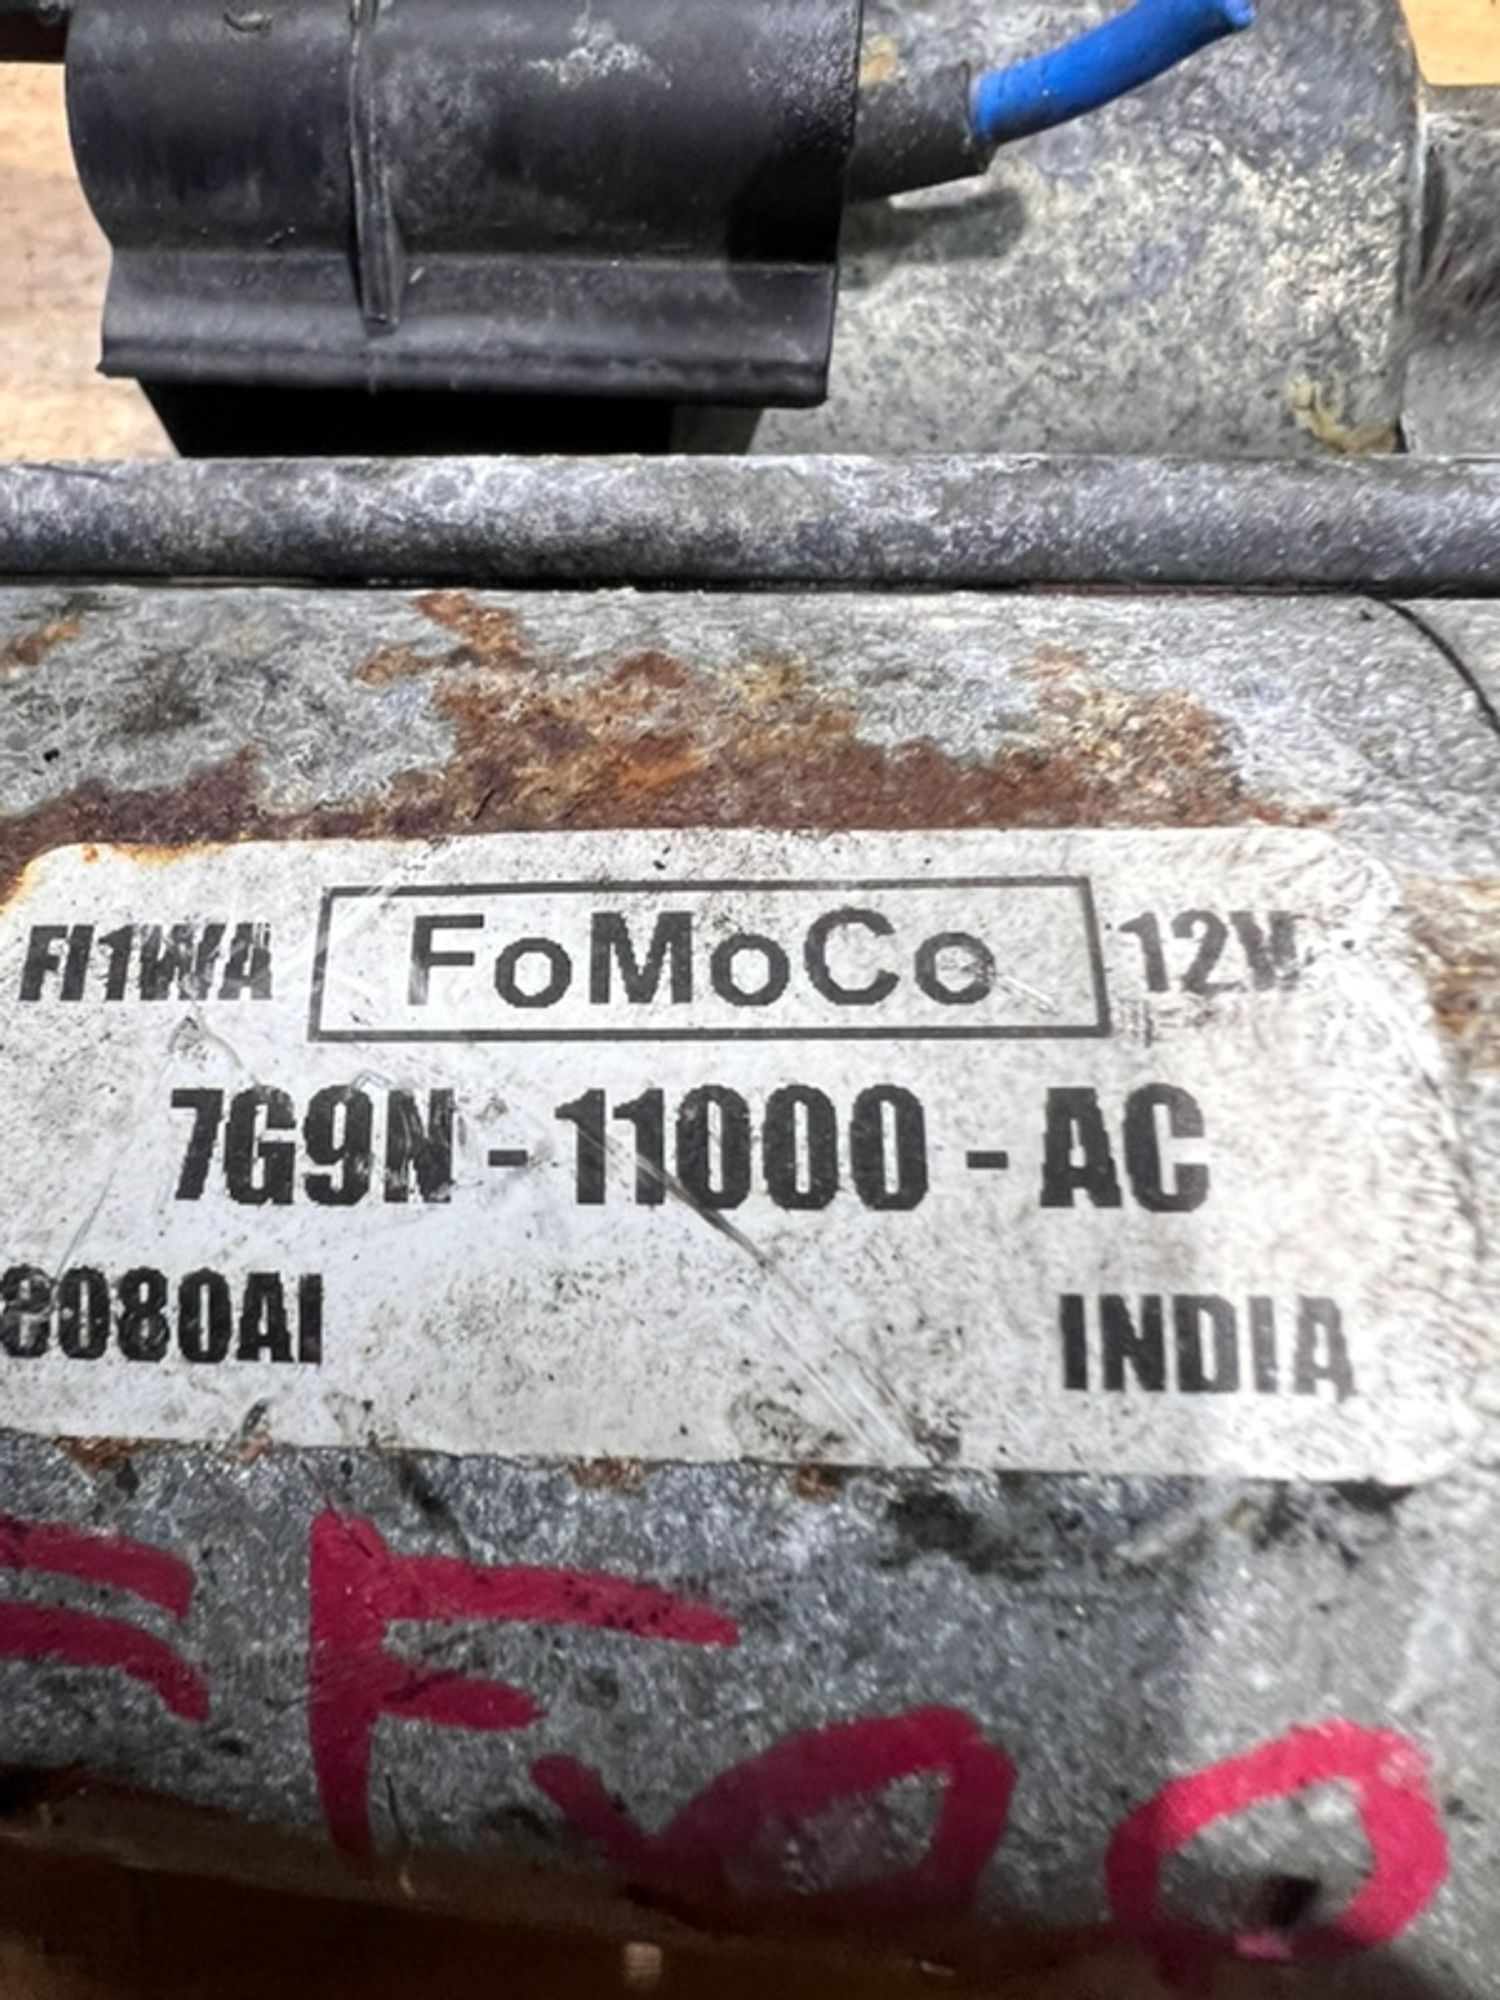 FI1WA FoMoCo 12V
7G9N - 11000 - AC
8080AI INDIA